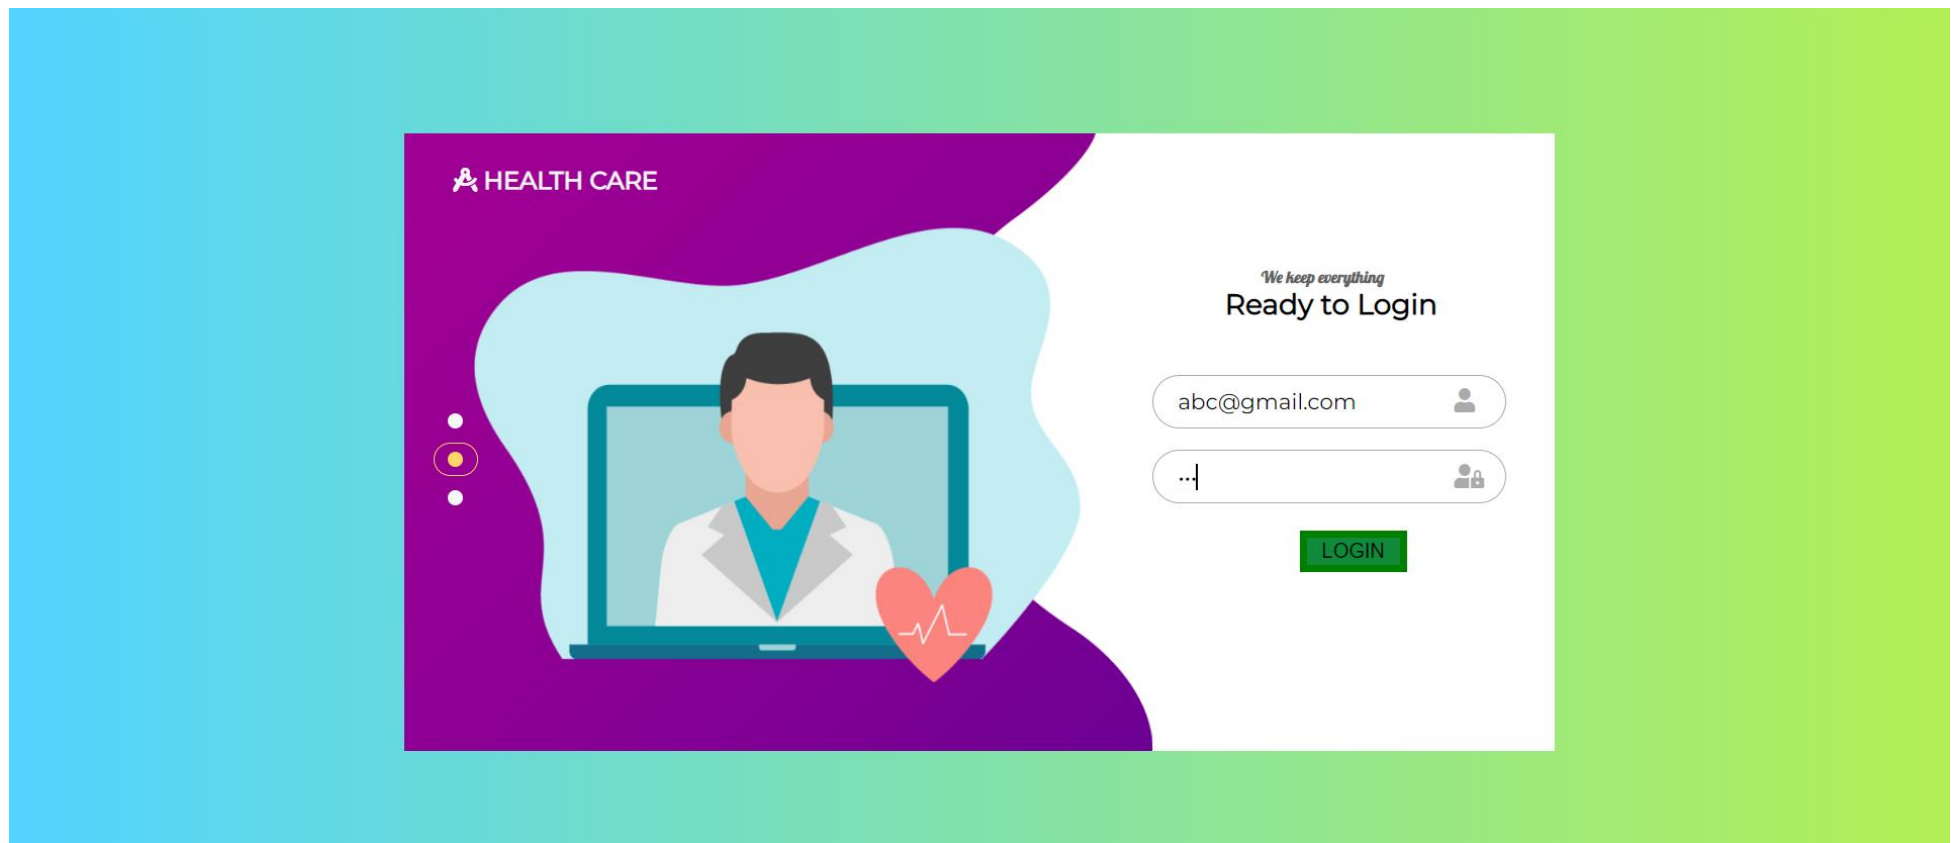 HEALTH CARE
We keep everything
Ready to Login
abc@gmail.com
...
LOGIN